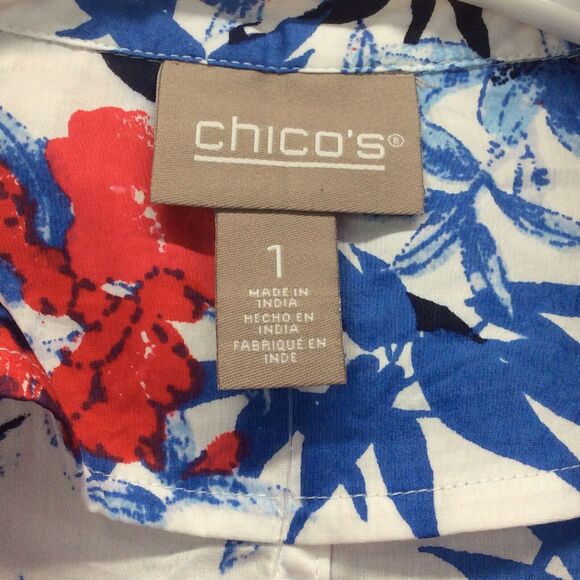 chico's®
1
MADE IN
INDIA
HECHO EN
INDIA
FABRIQUÉ EN
INDE